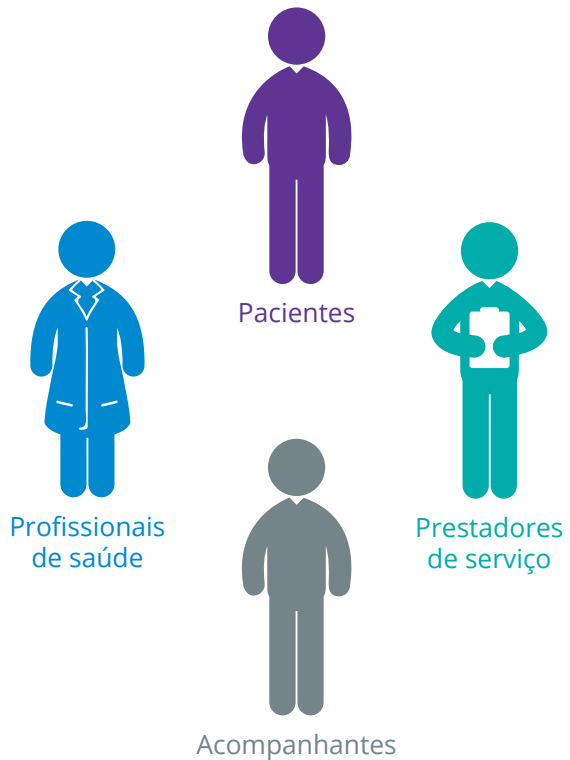 Pacientes
Profissionais
de saúde
Prestadores
de serviço
Acompanhantes